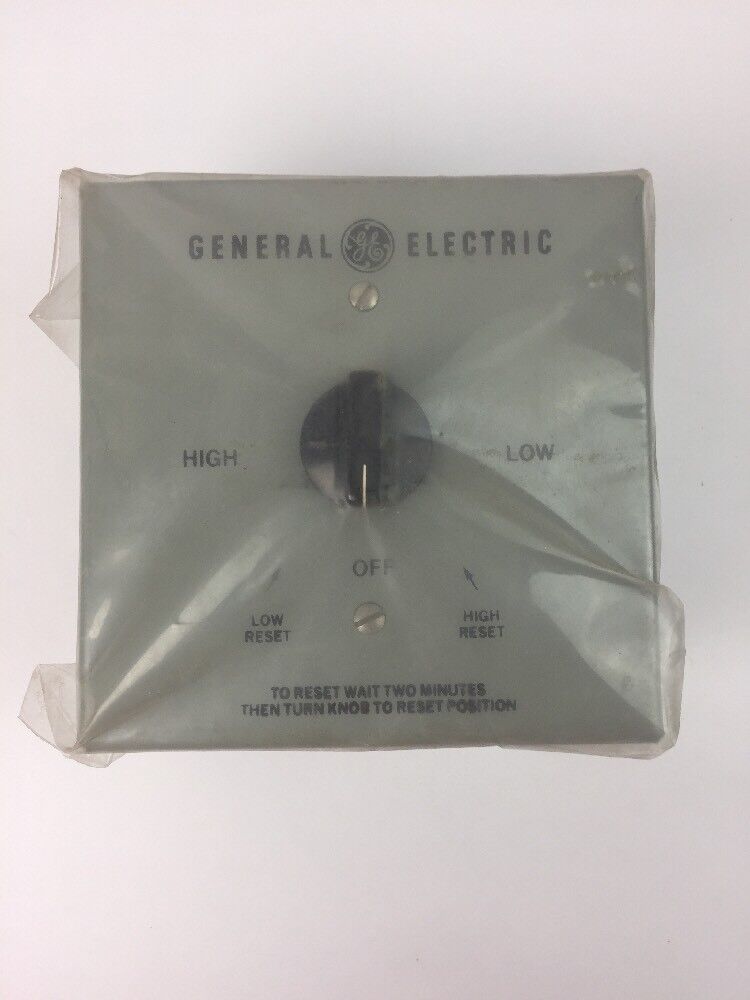 GENERAL GE ELECTRIC
HIGH LOW
OFF
LOW
RESET
HIGH
RESET
TO RESET WAIT TWO MINUTES
THEN TURN KNOB TO RESET POSITION